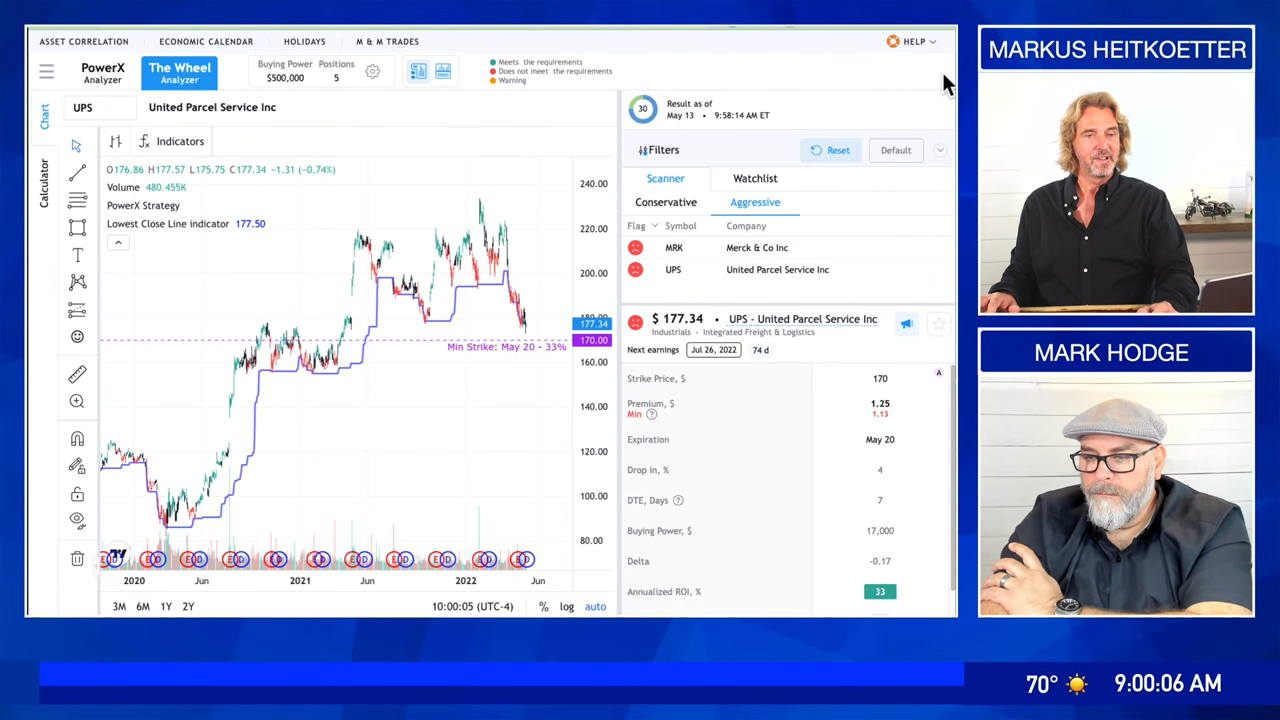 ASSET CORRELATION ECONOMIC CALENDAR HOLIDAYS M & M TRADES HELP
PowerX Analyzer
The Wheel Analyzer
Buying Power $500,000
Positions 5
Meets the requirements
Does not meet the requirements
Warning
Chart
Calculator
UPS United Parcel Service Inc
Indicators
O176.86 H177.57 L175.75 C177.34 −1.31 (−0.74%)
Volume 480.455K
PowerX Strategy
Lowest Close Line indicator 177.50
240.00
220.00
200.00
180.00
177.34
170.00
Min Strike: May 20 - 33%
160.00
140.00
120.00
100.00
80.00
2020 Jun 2021 Jun 2022 Jun
3M 6M 1Y 2Y 10:00:05 (UTC-4) % log auto
30
Result as of
May 13 • 9:58:14 AM ET
Filters Reset Default
Scanner Watchlist
Conservative Aggressive
Flag Symbol Company
MRK Merck & Co Inc
UPS United Parcel Service Inc
$ 177.34 • UPS - United Parcel Service Inc
Industrials - Integrated Freight & Logistics
Next earnings Jul 26, 2022 74 d
A
Strike Price, $ 170
Premium, $ 1.25
Min ? 1.13
Expiration May 20
Drop in, % 4
DTE, Days ? 7
Buying Power, $ 17,000
Delta -0.17
Annualized ROI, % 33
MARKUS HEITKOETTER
MARK HODGE
70° 9:00:06 AM